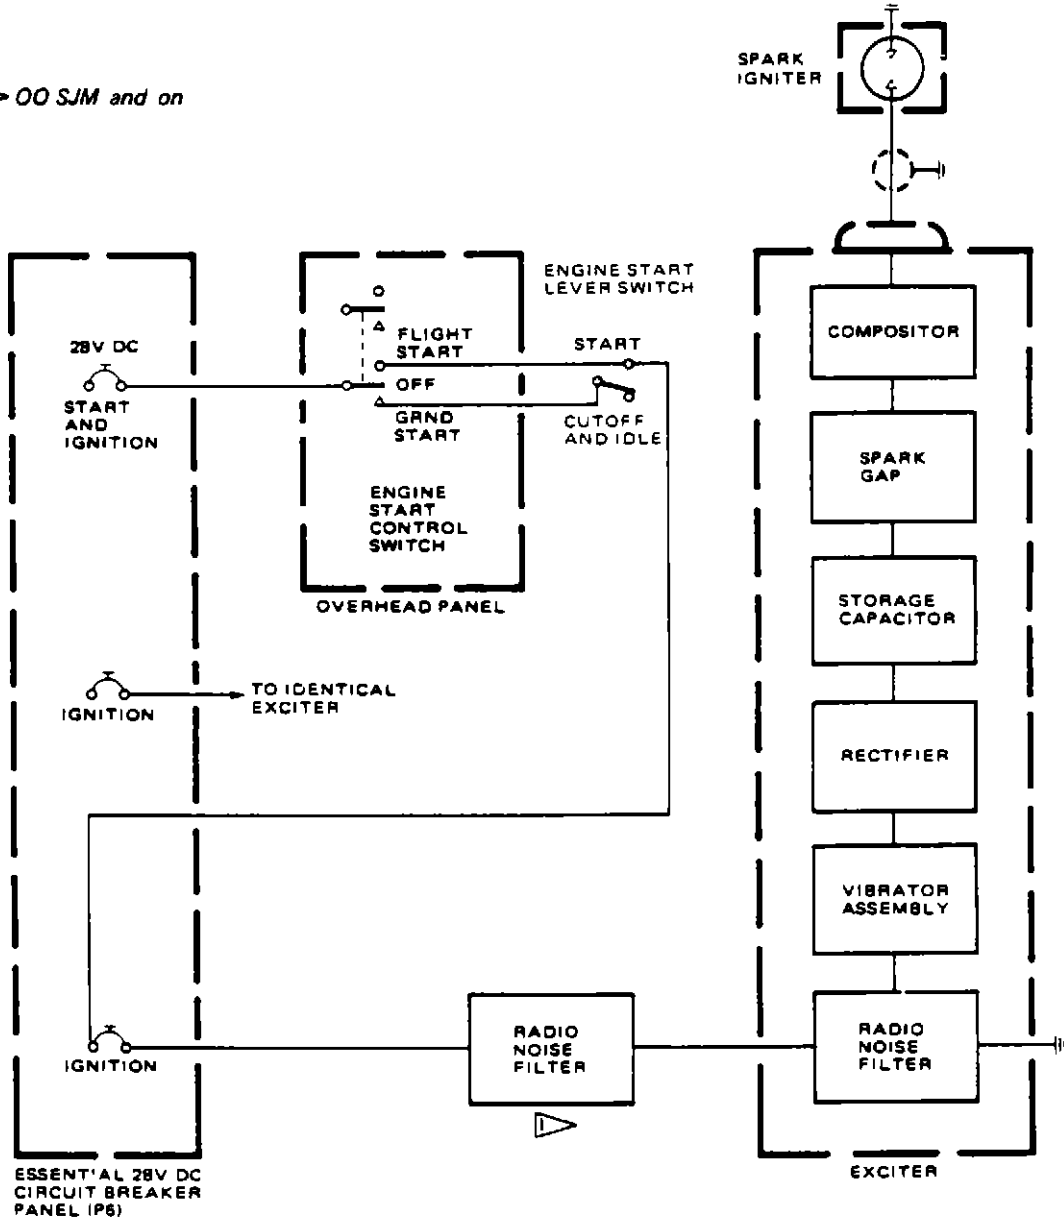 SPARK
IGNITER
OO SJM and on
ENGINE START
LEVER SWITCH
28V DC
START
AND
IGNITION
FLIGHT
START
OFF
GRND
START
START
CUTOFF
AND IDLE
ENGINE
START
CONTROL
SWITCH
OVERHEAD PANEL
COMPOSITOR
SPARK
GAP
STORAGE
CAPACITOR
IGNITION
TO IDENTICAL
EXCITER
RECTIFIER
VIBRATOR
ASSEMBLY
IGNITION
RADIO
NOISE
FILTER
RADIO
NOISE
FILTER
1
EXCITER
ESSENT'AL 28V DC
CIRCUIT BREAKER
PANEL (P6)